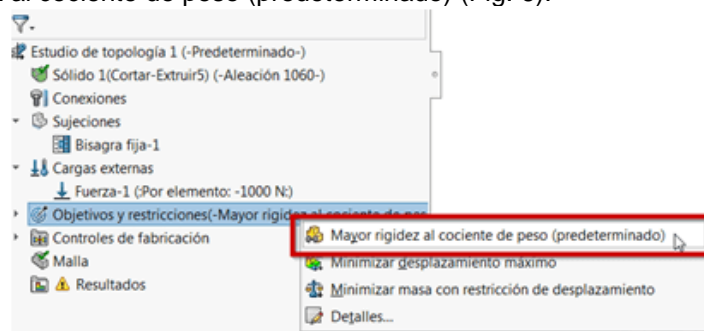 al cociente de peso (predeterminado) (Fig.
Estudio de topología 1 (-Predeterminado-)
Sólido 1(Cortar-Extruir5) (-Aleación 1060-)
Conexiones
Sujeciones
Bisagra fija-1
Cargas externas
Fuerza-1 (:Por elemento: -1000 N:)
Objetivos y restricciones(-Mayor rigidez al cociente de pes
Mayor rigidez al cociente de peso (predeterminado)
Controles de fabricación
Minimizar desplazamiento máximo
Malla
Minimizar masa con restricción de desplazamiento
Resultados
Detalles...